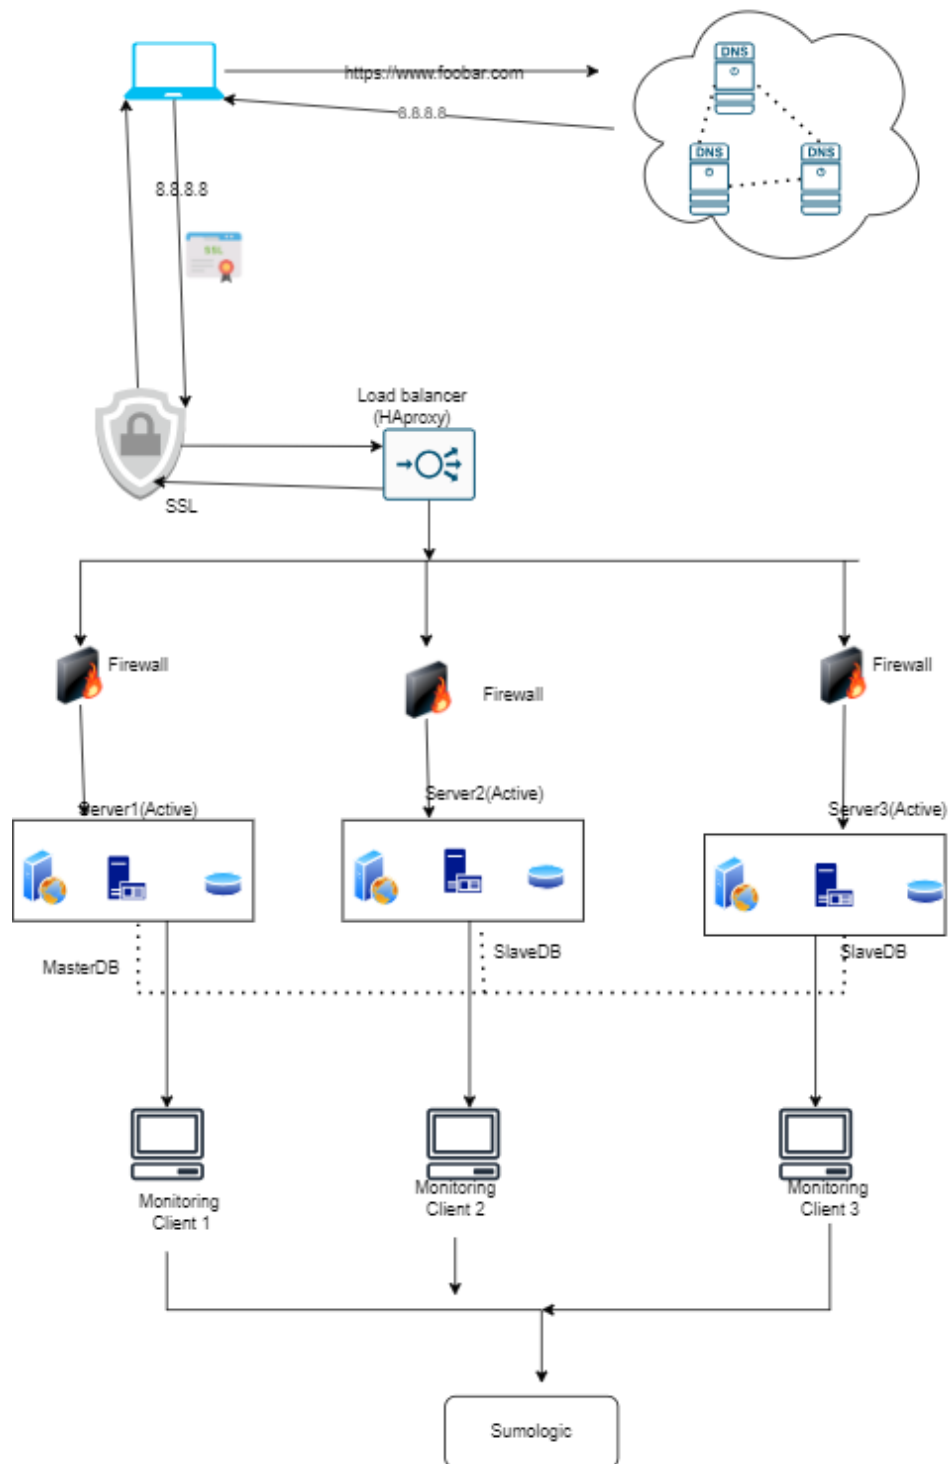 DNS
https://www.foobar.com
8.8.8.8
DNS
DNS
8.8.8.8
SSL
Load balancer
(HAproxy)
SSL
Firewall
Firewall
Firewall
Server1(Active)
Server2(Active)
Server3(Active)
MasterDB
SlaveDB
SlaveDB
Monitoring
Client 1
Monitoring
Client 2
Monitoring
Client 3
Sumologic